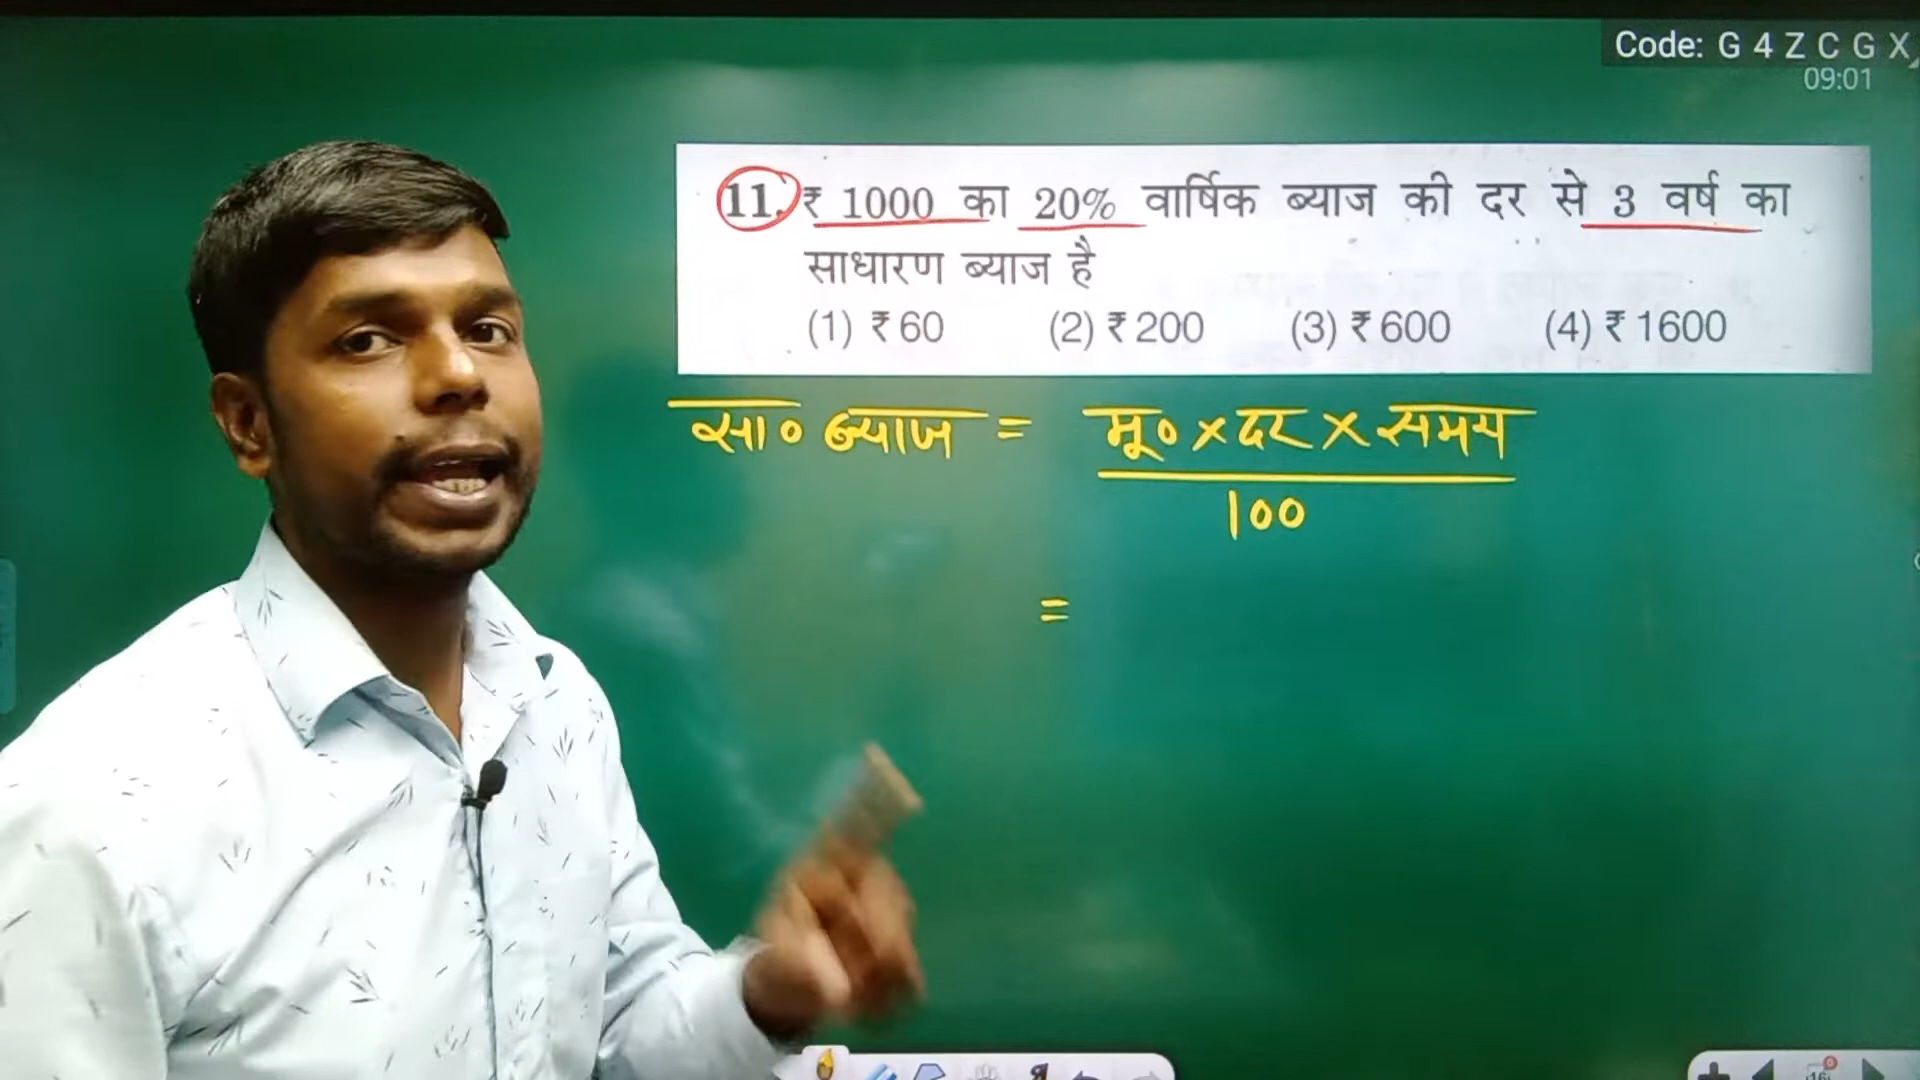 Code: G 4 Z C G X
09:01
11. ₹ 1000 का 20% वार्षिक ब्याज की दर से 3 वर्ष का
साधारण ब्याज है
(1) ₹ 60 (2) ₹ 200 (3) ₹ 600 (4) ₹ 1600
सा० ब्याज = मू० × दर × समय
100
=
16